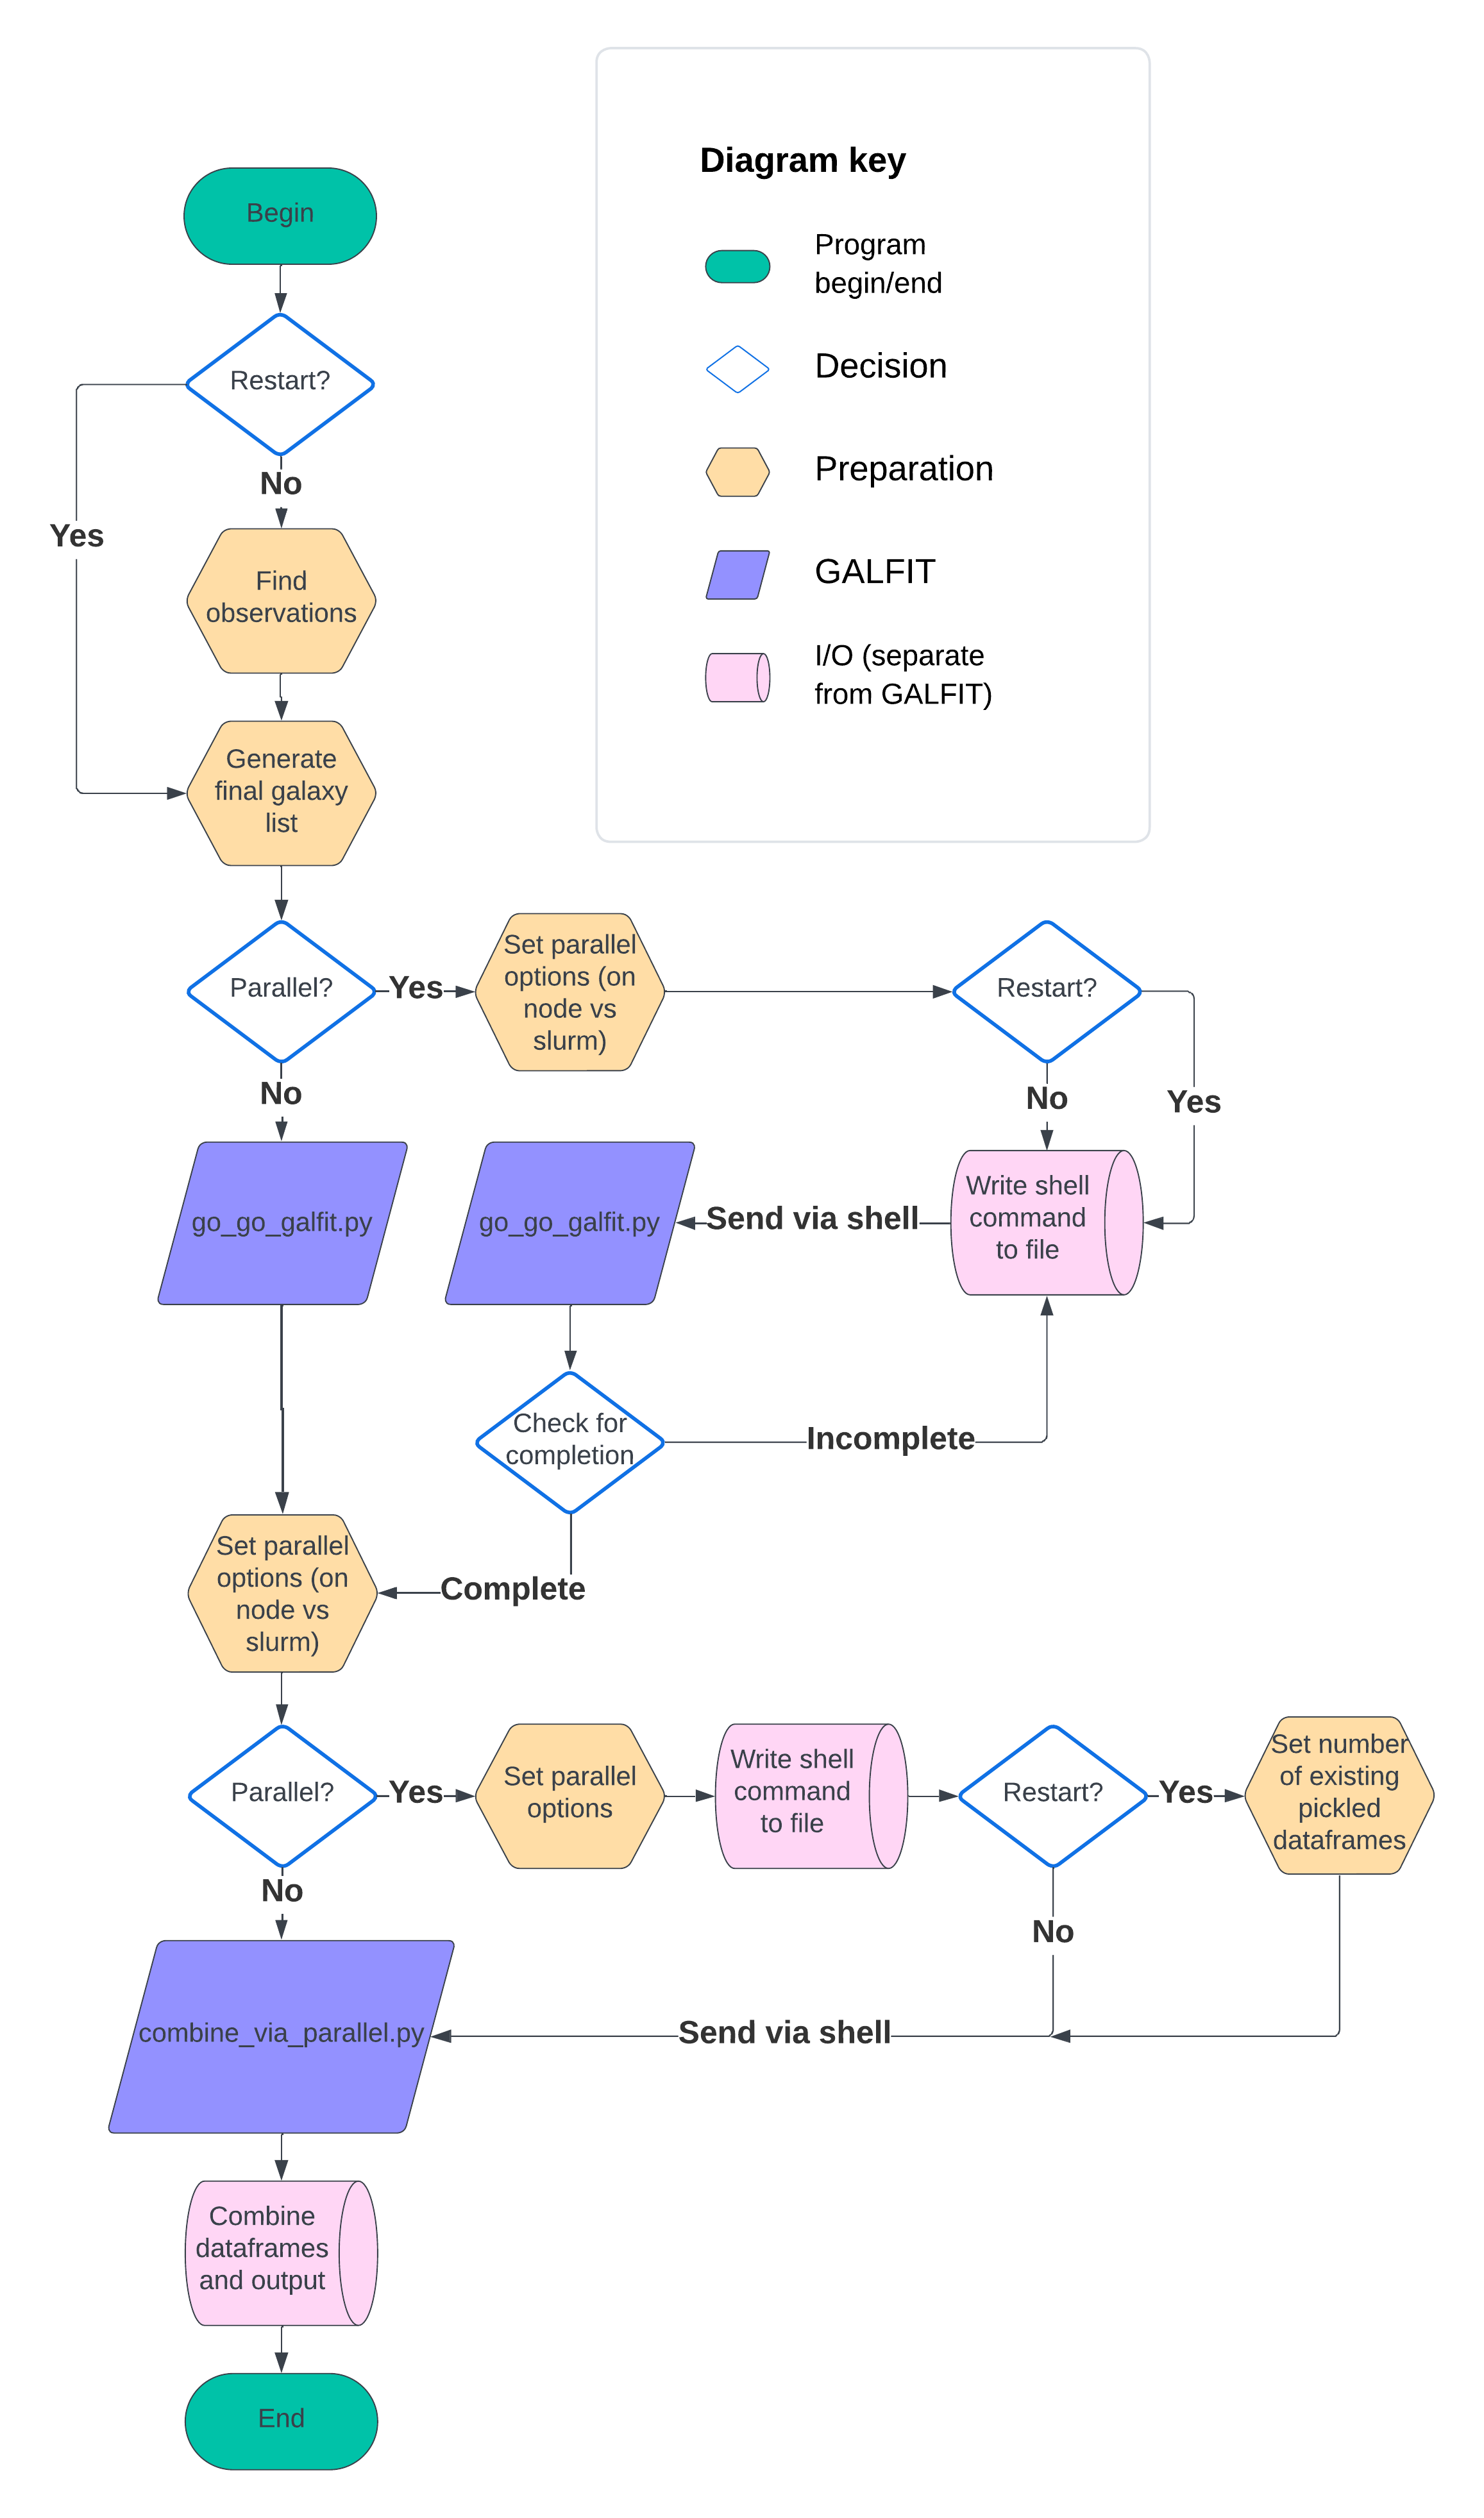 Diagram key
Program
begin/end
Decision
Preparation
GALFIT
I/O (separate
from GALFIT)
Begin
Restart?
No
Yes
Find
observations
Generate
final galaxy
list
Parallel?
Yes
Set parallel
options (on
node vs
slurm)
Restart?
No
No
Yes
go_go_galfit.py
go_go_galfit.py
Send via shell
Write shell
command
to file
Check for
completion
Incomplete
Complete
Set parallel
options (on
node vs
slurm)
Parallel?
Yes
Set parallel
options
Write shell
command
to file
Restart?
Yes
Set number
of existing
pickled
dataframes
No
No
combine_via_parallel.py
Send via shell
Combine
dataframes
and output
End